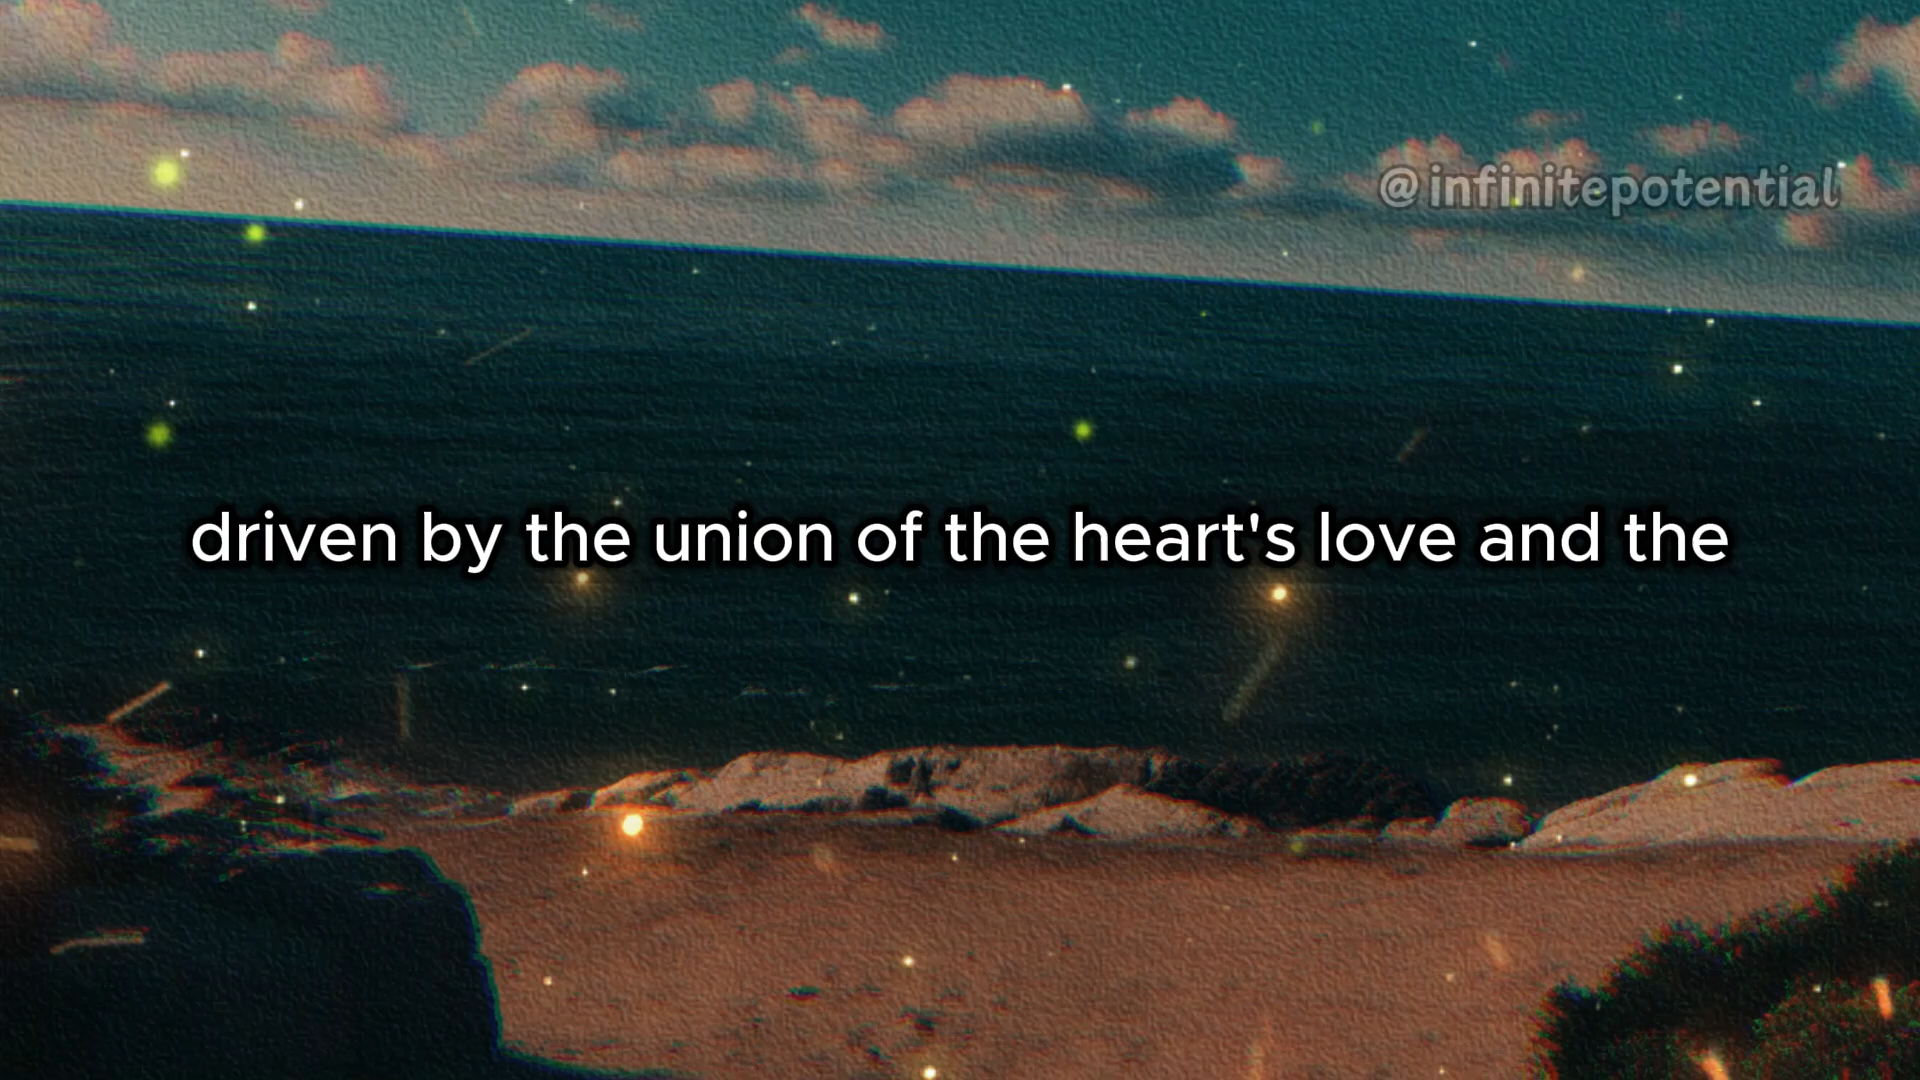 @infinitepotential
driven by the union of the heart's love and the